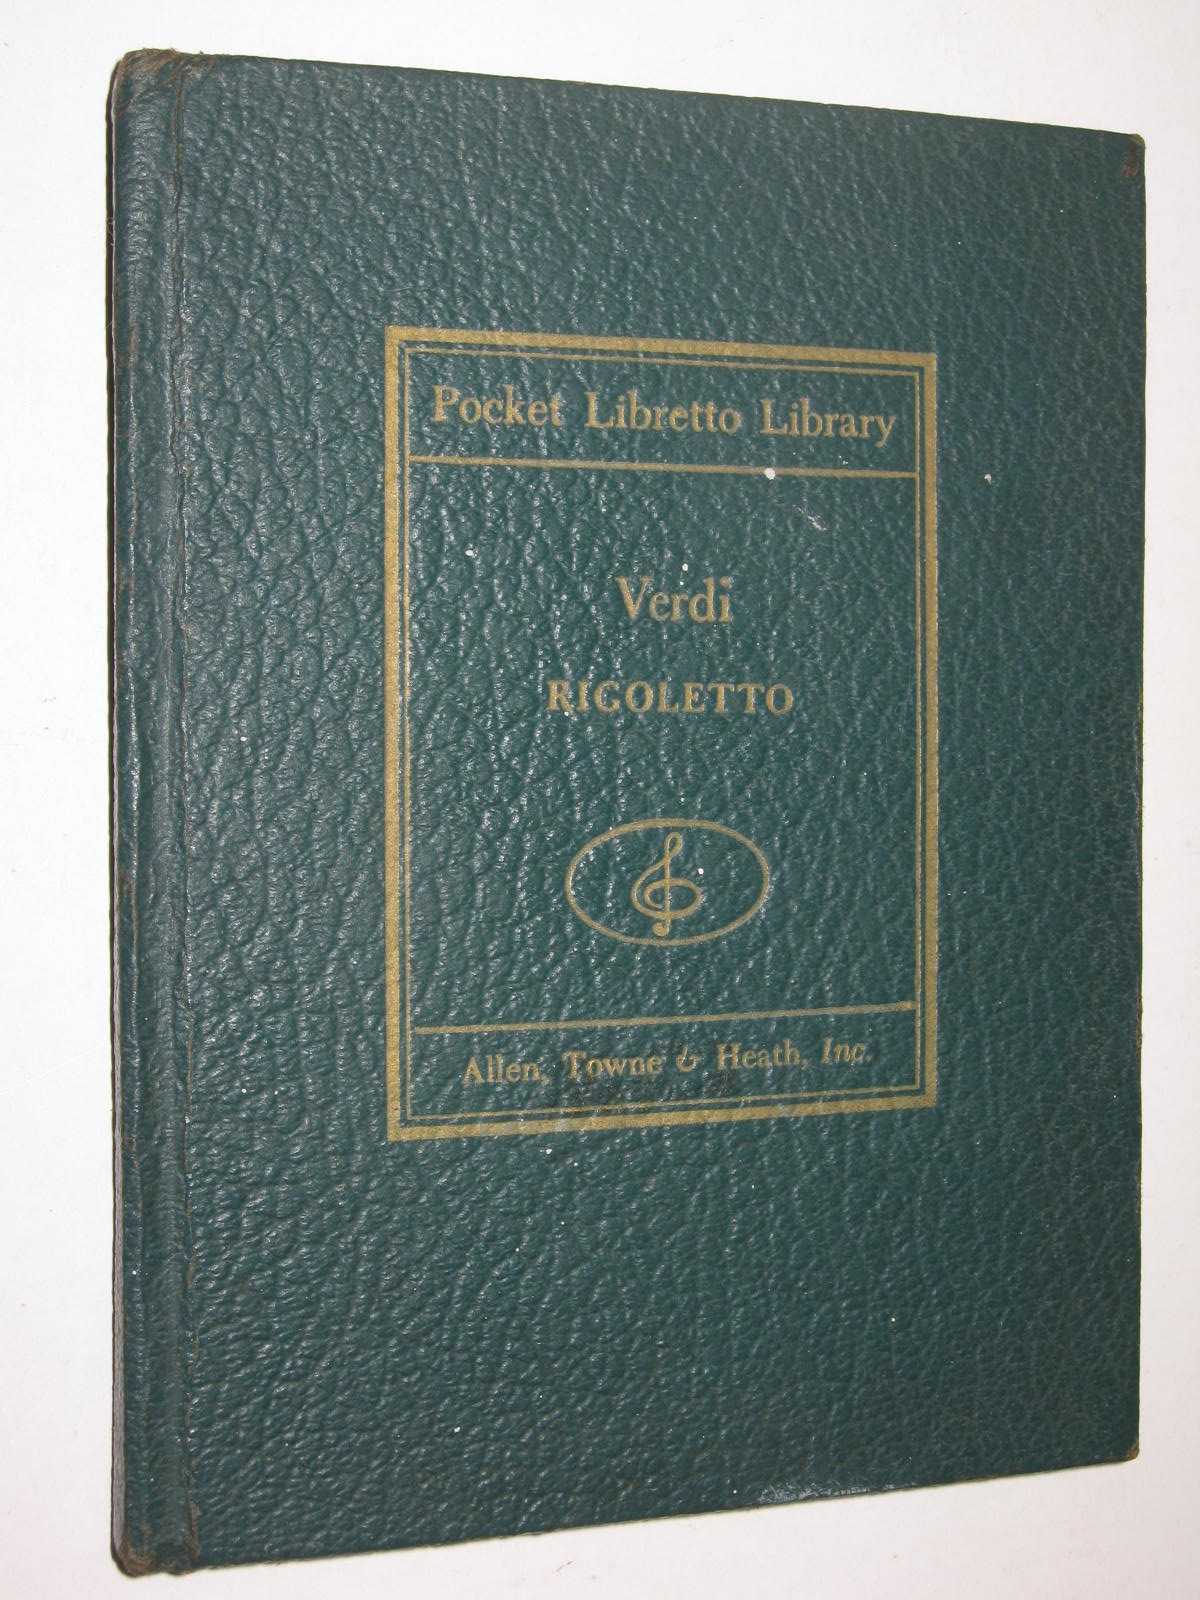 Pocket Libretto Library
Verdi
RIGOLETTO
Allen, Towne & Heath, Inc.